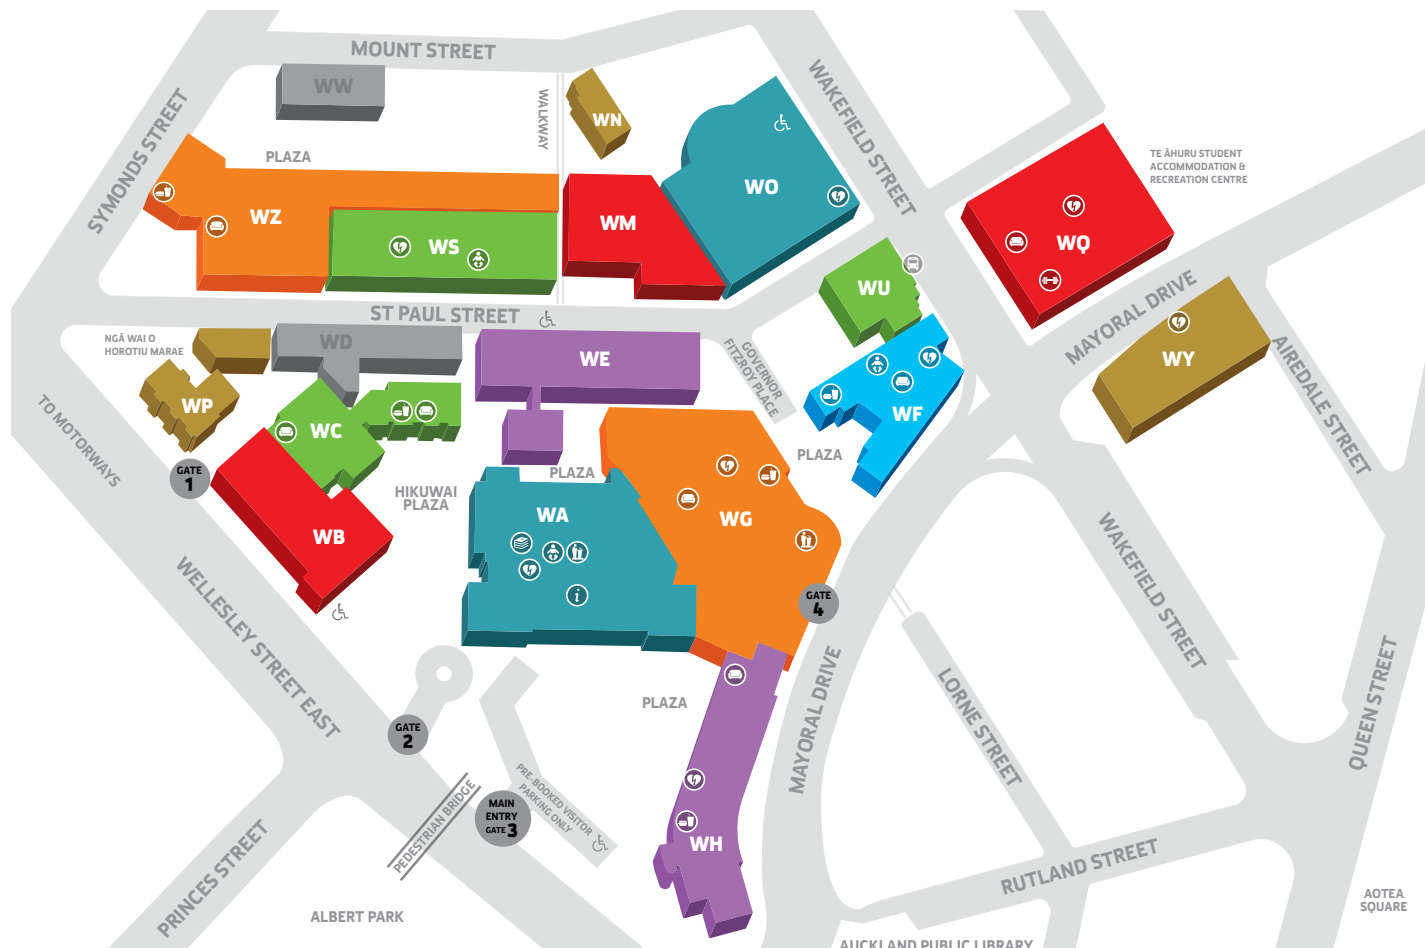 MOUNT STREET
WW
WALKWAY
WN
WAKEFIELD STREET
SYMONDS STREET
PLAZA
WZ
WS
WM
WO
TE ĀHURU STUDENT
ACCOMMODATION &
RECREATION CENTRE
WQ
WU
MAYORAL DRIVE
ST PAUL STREET
NGĀ WAI O
HOROTIU MARAE
WD
WE
GOVERNOR
FITZROY PLACE
WY
AIREDALE STREET
WP
WC
WF
TO MOTORWAYS
GATE
1
PLAZA
PLAZA
HIKUWAI
PLAZA
WA
WG
WB
i
GATE
4
WAKEFIELD STREET
WELLESLEY STREET EAST
MAYORAL DRIVE
LORNE STREET
QUEEN STREET
PLAZA
GATE
2
PRE-BOOKED VISITOR
PARKING ONLY
PEDESTRIAN BRIDGE
MAIN
ENTRY
GATE 3
WH
PRINCES STREET
RUTLAND STREET
ALBERT PARK
AOTEA
SQUARE
AUCKLAND PUBLIC LIBRARY